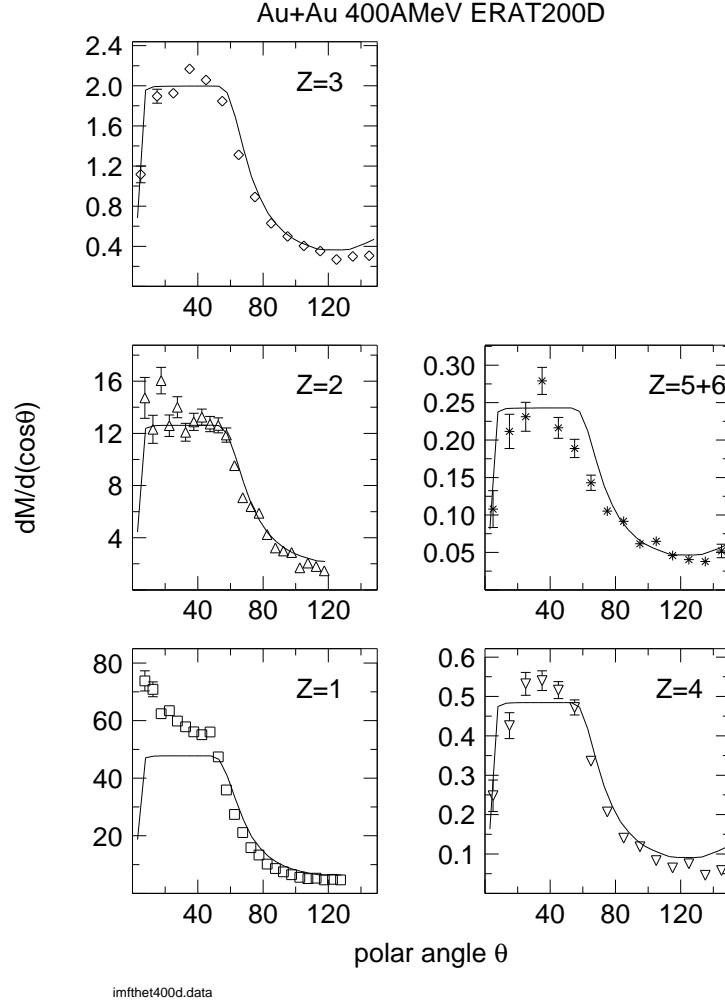 Au+Au 400AMeV ERAT200D
2.4
2.0
1.6
1.2
0.8
0.4
Z=3
40 80 120
16
12
8
4
Z=2
40 80 120
0.30
0.25
0.20
0.15
0.10
0.05
Z=5+6
40 80 120
dM/d(cosθ)
80
60
40
20
Z=1
40 80 120
0.6
0.5
0.4
0.3
0.2
0.1
Z=4
40 80 120
polar angle θ
imfthet400d.data